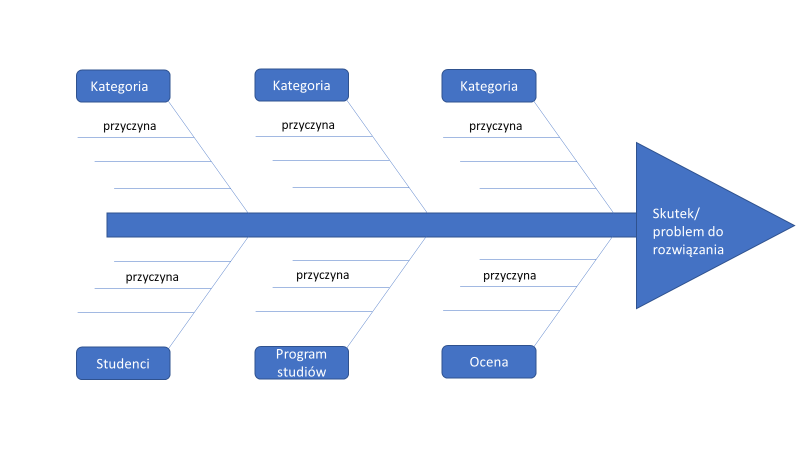 Kategoria
Kategoria
Kategoria
przyczyna
przyczyna
przyczyna
Skutek/
problem do
rozwiązania
przyczyna
przyczyna
przyczyna
Studenci
Program
studiów
Ocena